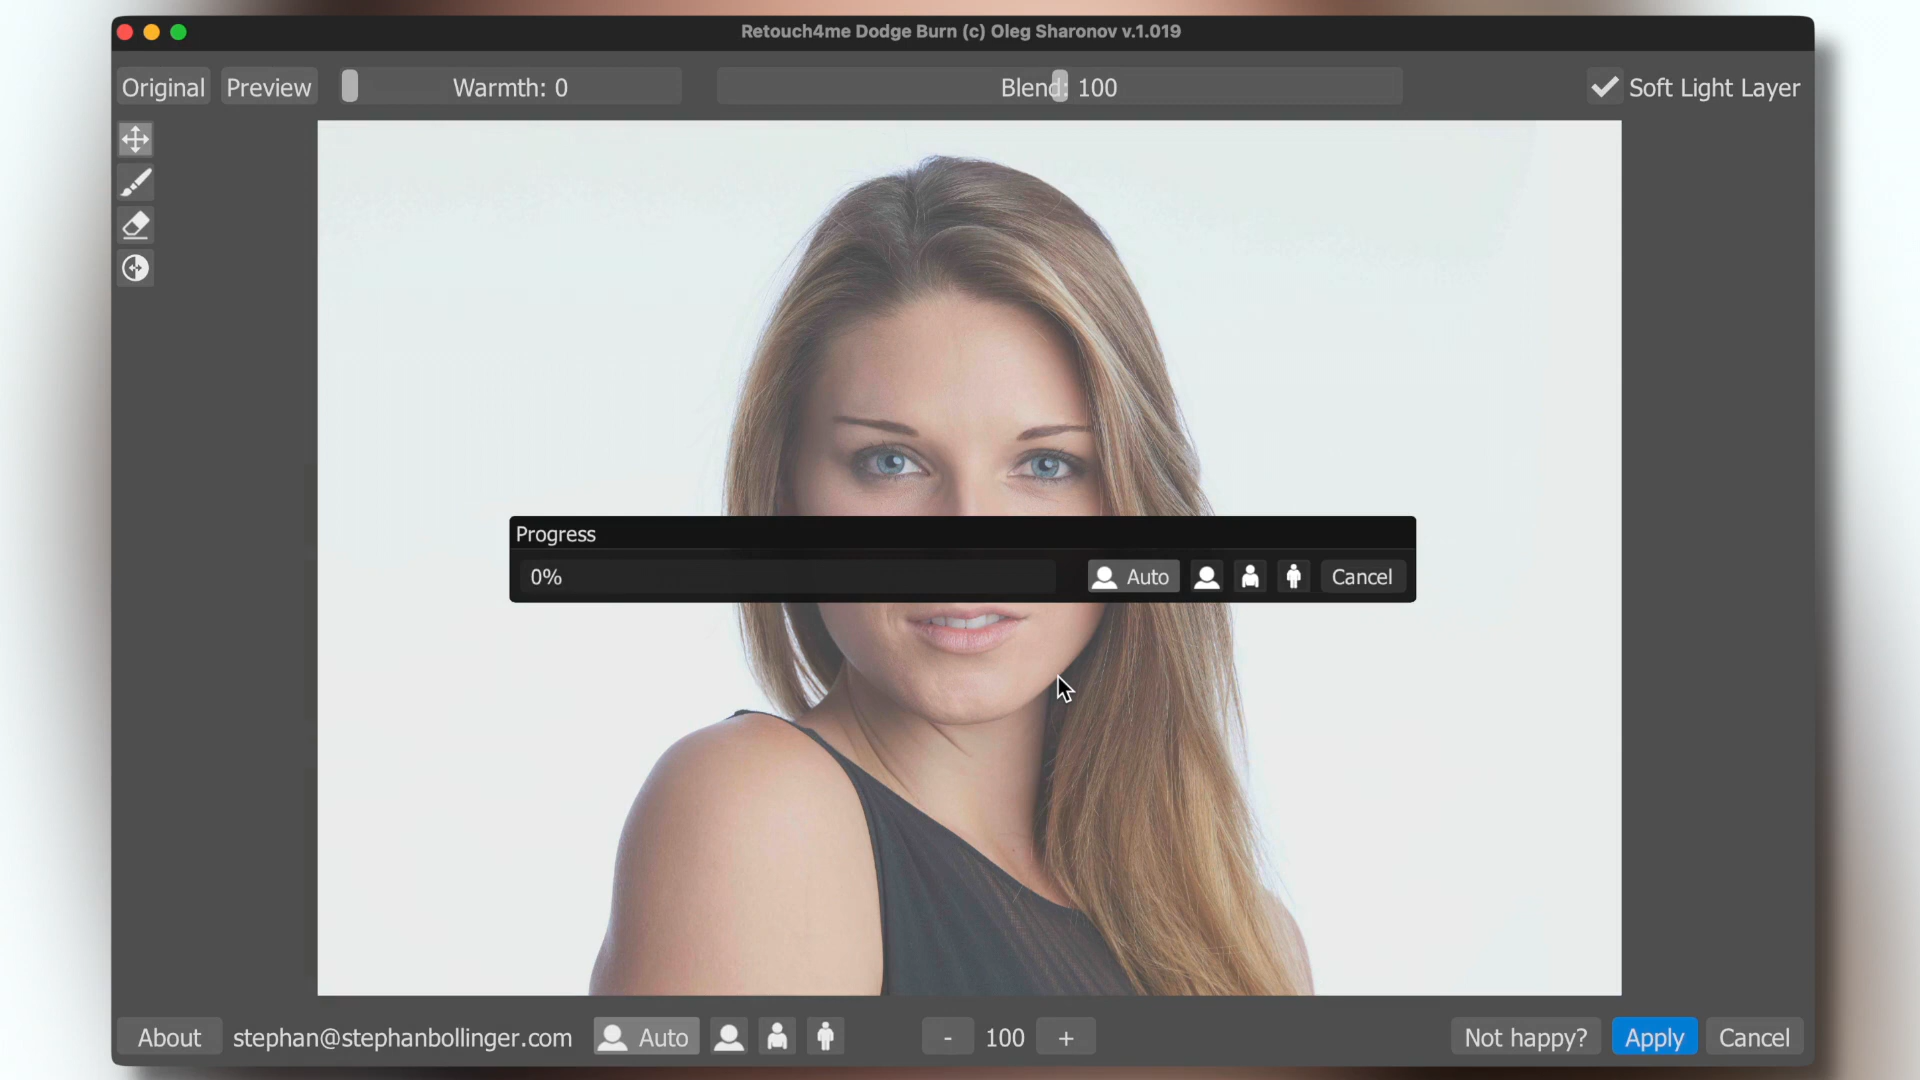 Retouch4me Dodge Burn (c) Oleg Sharonov v.1.019
Original Preview Warmth: 0 Blend: 100 Soft Light Layer
Progress
0% Auto Cancel
About stephan@stephanbollinger.com Auto - 100 + Not happy? Apply Cancel